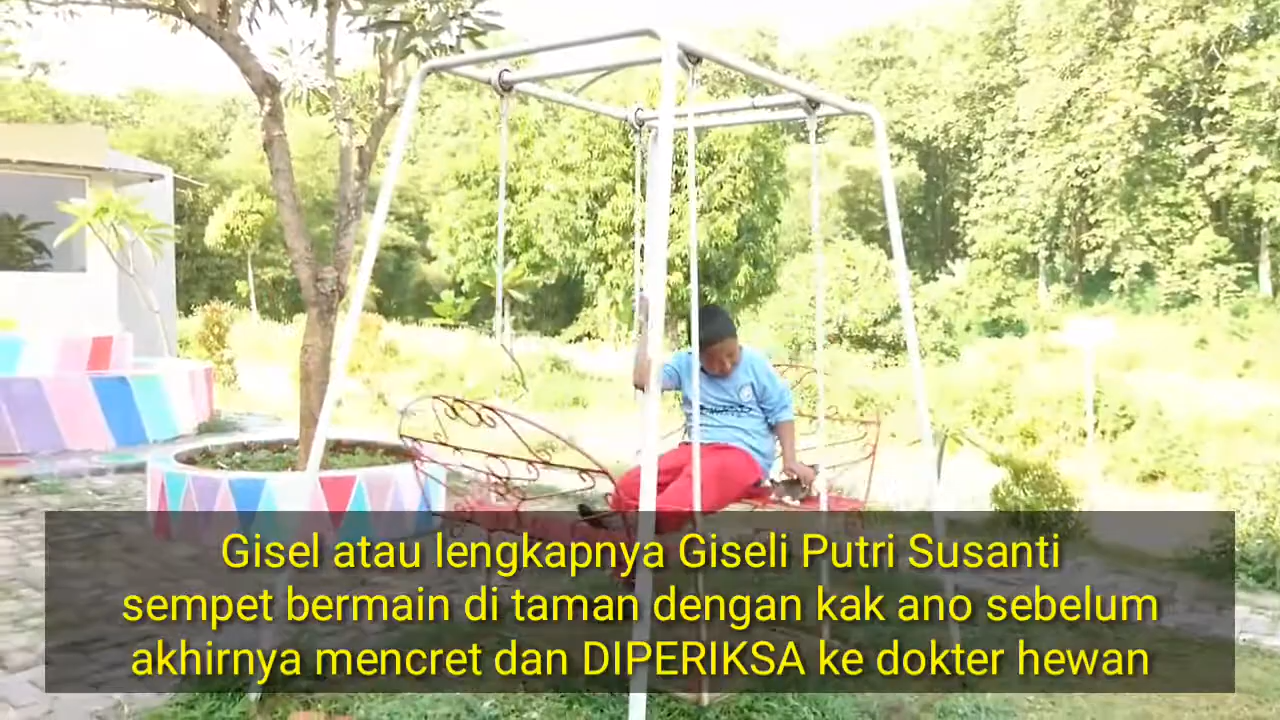 Gisel atau lengkapnya Giseli Putri Susanti
sempet bermain di taman dengan kak ano sebelum
akhirnya mencret dan DIPERIKSA ke dokter hewan